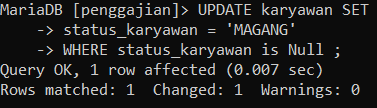 MariaDB [penggajian]> UPDATE karyawan SET
    -> status_karyawan = 'MAGANG'
    -> WHERE status_karyawan is Null ;
Query OK, 1 row affected (0.007 sec)
Rows matched: 1  Changed: 1  Warnings: 0